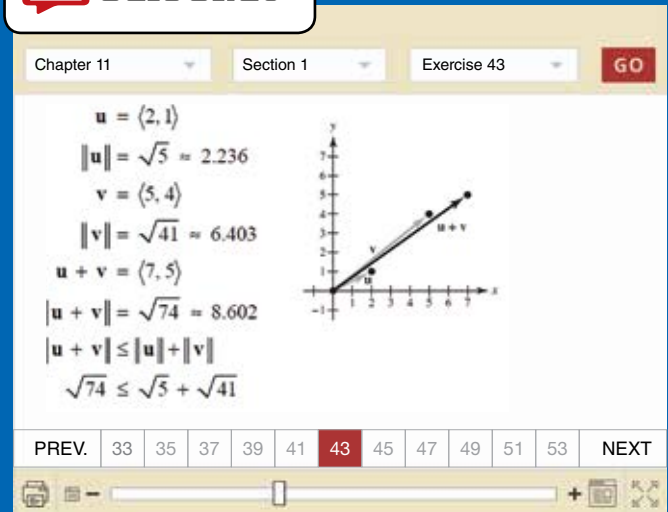 Chapter 11 Section 1 Exercise 43 GO
u = ⟨2, 1⟩
‖u‖ = √5 ≈ 2.236
v = ⟨5, 4⟩
‖v‖ = √41 ≈ 6.403
u + v = ⟨7, 5⟩
|u + v‖ = √74 ≈ 8.602
|u + v‖ ≤ ‖u‖ + ‖v‖
√74 ≤ √5 + √41
y
7
6
5
4
3
2
1
−1
1 2 3 4 5 6 7 x
v
u
u + v
PREV. 33 35 37 39 41 43 45 47 49 51 53 NEXT